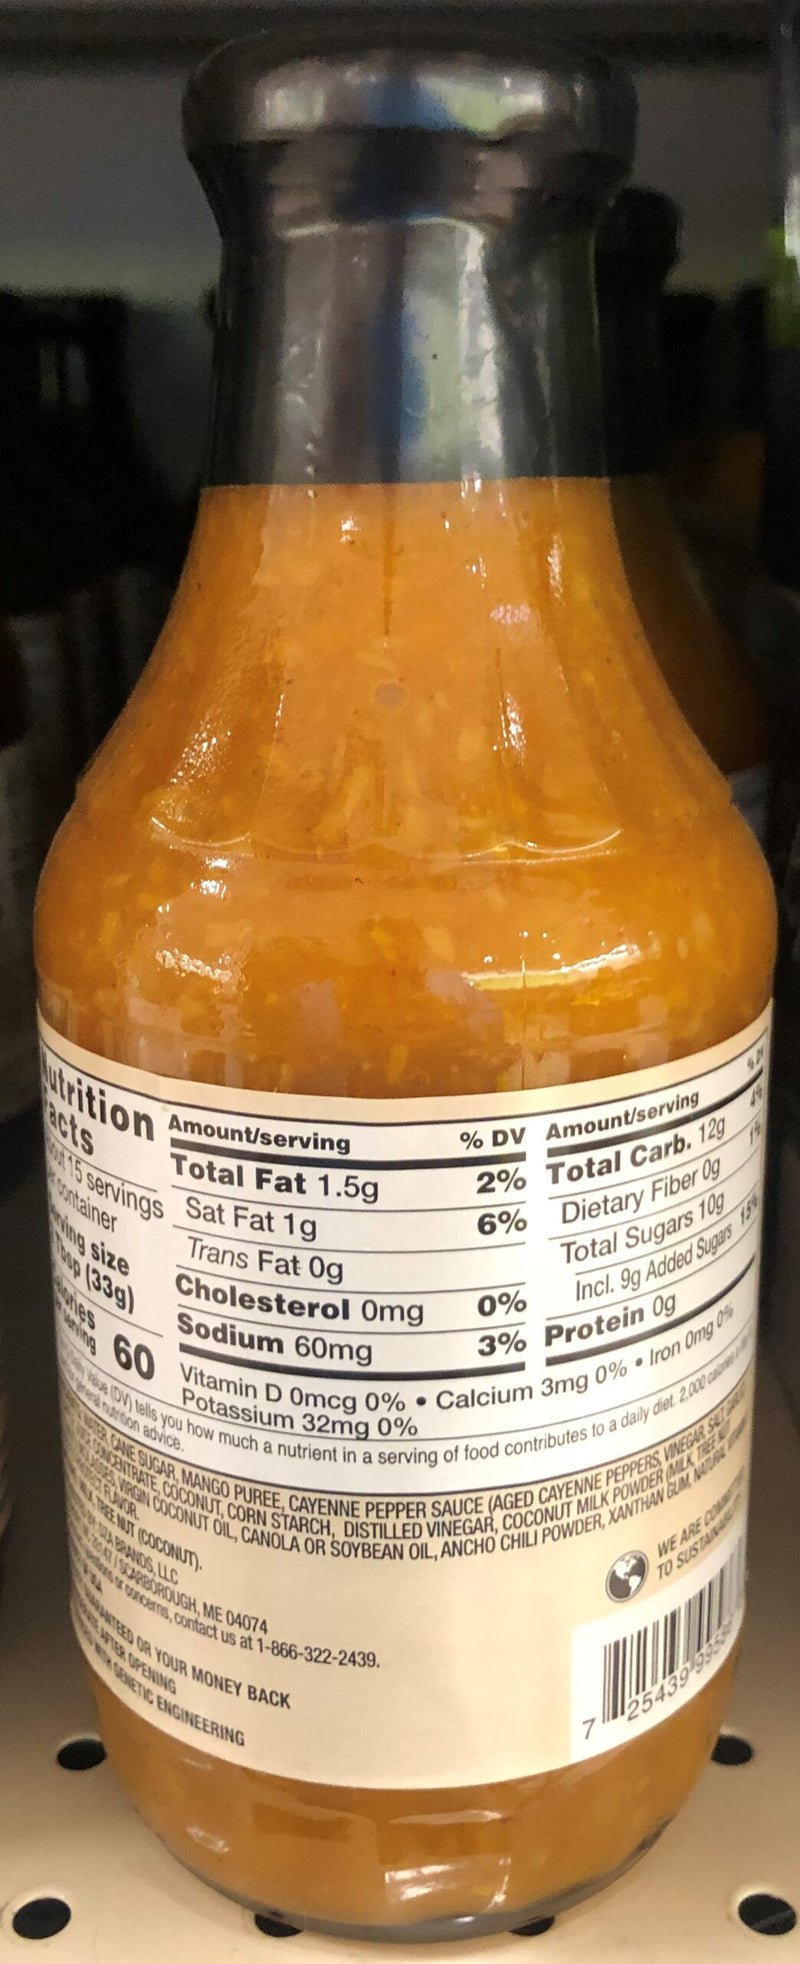 Nutrition
Facts
about 15 servings
per container
Serving size
Tbsp (33g)
Calories
per serving 60
Amount/serving % DV
Total Fat 1.5g 2%
Sat Fat 1g 6%
Trans Fat 0g
Cholesterol 0mg 0%
Sodium 60mg 3%
Amount/serving % DV
Total Carb. 12g 4%
Dietary Fiber 0g 1%
Total Sugars 10g
Incl. 9g Added Sugars
Protein 0g
Vitamin D 0mcg 0% • Calcium 3mg 0% • Iron 0mg 0%
Potassium 32mg 0%
Daily Value (DV) tells you how much a nutrient in a serving of food contributes to a daily diet. 2,000 calories
general nutrition advice.
WATER, CANE SUGAR, MANGO PUREE, CAYENNE PEPPER SAUCE (AGED CAYENNE PEPPERS, VINEGAR, SALT,
CONCENTRATE, COCONUT, CORN STARCH, DISTILLED VINEGAR, COCONUT MILK POWDER (MILK, TREE
VIRGIN COCONUT OIL, CANOLA OR SOYBEAN OIL, ANCHO CHILI POWDER, XANTHAN GUM, NATURAL
FLAVOR.
MILK, TREE NUT (COCONUT).
BRANDS, LLC
SCARBOROUGH, ME 04074
questions or concerns, contact us at 1-866-322-2439.
OF USA
GUARANTEED OR YOUR MONEY BACK
AFTER OPENING
WITH GENETIC ENGINEERING
WE ARE
TO
7 25439